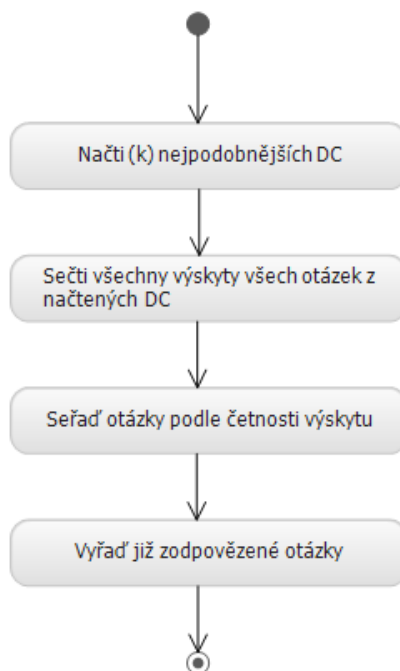 Načti (k) nejpodobnějších DC
Sečti všechny výskyty všech otázek z
načtených DC
Seřaď otázky podle četnosti výskytu
Vyřaď již zodpovězené otázky